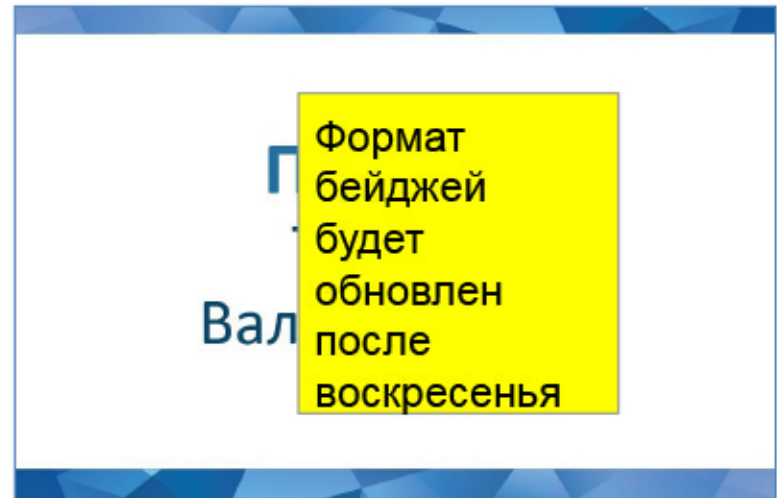 Формат
бейджей
будет
обновлен
после
воскресенья